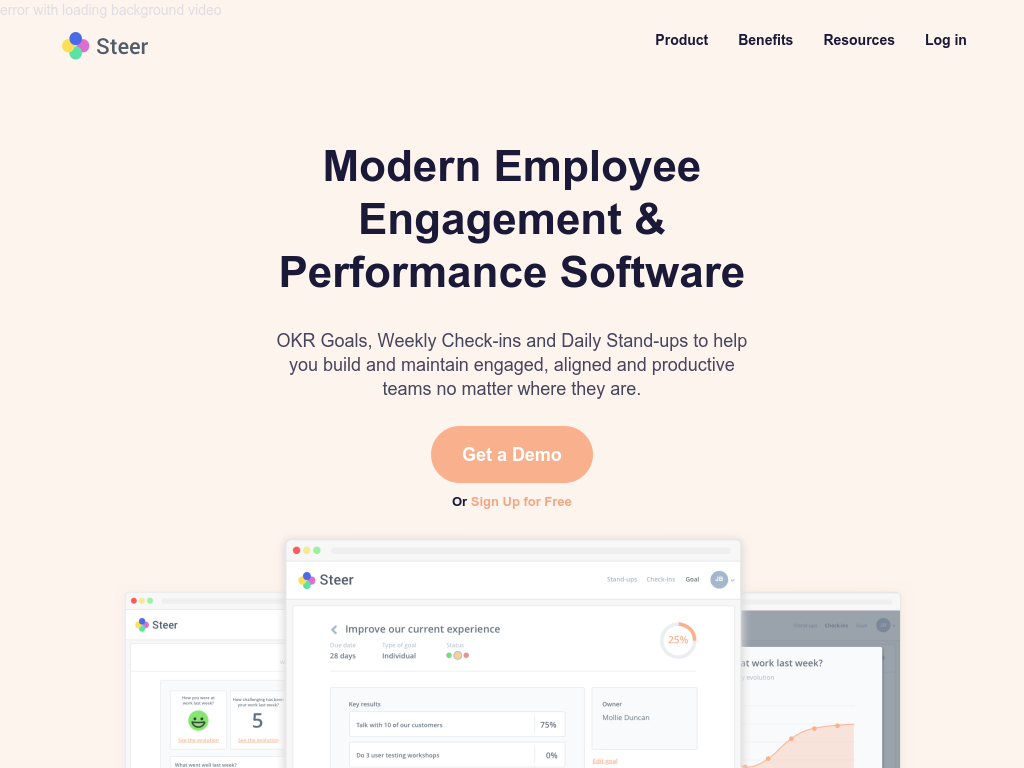 error with loading background video
Steer
Product Benefits Resources Log in
Modern Employee
Engagement &
Performance Software
OKR Goals, Weekly Check-ins and Daily Stand-ups to help
you build and maintain engaged, aligned and productive
teams no matter where they are.
Get a Demo
Or Sign Up for Free
Steer
Stand-ups Check-ins Goal JB
Improve our current experience
25%
Due date Type of goal Status
28 days Individual
Key results
Talk with 10 of our customers 75%
Do 3 user testing workshops 0%
Owner
Mollie Duncan
Edit goal
Steer
How you were at
work last week?
See the evolution
How challenging has been
your work last week?
5
See the evolution
What went well last week?
Stand-ups Check-ins Goal JB
at work last week?
evolution